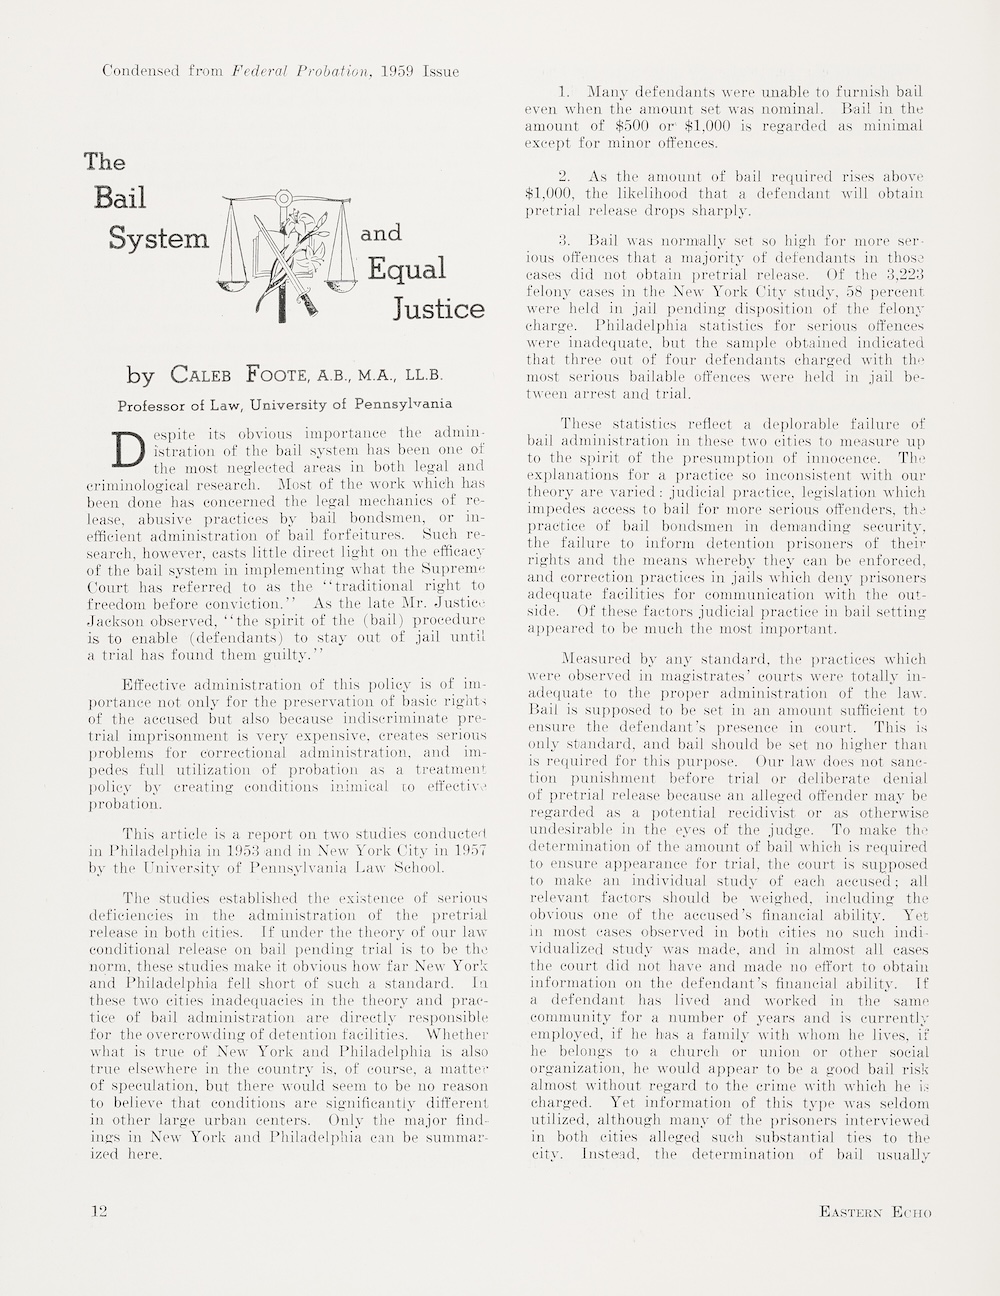 Condensed from Federal Probation, 1959 Issue
The
Bail
System
and
Equal
Justice
by CALEB FOOTE, A.B., M.A., LL.B.
Professor of Law, University of Pennsylvania
Despite its obvious importance the admin-
istration of the bail system has been one of
the most neglected areas in both legal and
criminological research. Most of the work which has
been done has concerned the legal mechanics of re-
lease, abusive practices by bail bondsmen, or in-
efficient administration of bail forfeitures. Such re-
search, however, casts little direct light on the efficacy
of the bail system in implementing what the Supreme
Court has referred to as the "traditional right to
freedom before conviction." As the late Mr. Justice
Jackson observed, "the spirit of the (bail) procedure
is to enable (defendants) to stay out of jail until
a trial has found them guilty."
Effective administration of this policy is of im-
portance not only for the preservation of basic rights
of the accused but also because indiscriminate pre-
trial imprisonment is very expensive, creates serious
problems for correctional administration, and im-
pedes full utilization of probation as a treatment
policy by creating conditions inimical to effective
probation.
This article is a report on two studies conducted
in Philadelphia in 1953 and in New York City in 1957
by the University of Pennsylvania Law School.
The studies established the existence of serious
deficiencies in the administration of the pretrial
release in both cities. If under the theory of our law
conditional release on bail pending trial is to be the
norm, these studies make it obvious how far New York
and Philadelphia fell short of such a standard. In
these two cities inadequacies in the theory and prac-
tice of bail administration are directly responsible
for the overcrowding of detention facilities. Whether
what is true of New York and Philadelphia is also
true elsewhere in the country is, of course, a matter
of speculation, but there would seem to be no reason
to believe that conditions are significantly different
in other large urban centers. Only the major find-
ings in New York and Philadelphia can be summar-
ized here.
1. Many defendants were unable to furnish bail
even when the amount set was nominal. Bail in the
amount of $500 or $1,000 is regarded as minimal
except for minor offences.
2. As the amount of bail required rises above
$1,000, the likelihood that a defendant will obtain
pretrial release drops sharply.
3. Bail was normally set so high for more ser-
ious offences that a majority of defendants in those
cases did not obtain pretrial release. Of the 3,223
felony cases in the New York City study, 58 percent
were held in jail pending disposition of the felony
charge. Philadelphia statistics for serious offences
were inadequate, but the sample obtained indicated
that three out of four defendants charged with the
most serious bailable offences were held in jail be-
tween arrest and trial.
These statistics reflect a deplorable failure of
bail administration in these two cities to measure up
to the spirit of the presumption of innocence. The
explanations for a practice so inconsistent with our
theory are varied: judicial practice, legislation which
impedes access to bail for more serious offenders, the
practice of bail bondsmen in demanding security,
the failure to inform detention prisoners of their
rights and the means whereby they can be enforced,
and correction practices in jails which deny prisoners
adequate facilities for communication with the out-
side. Of these factors judicial practice in bail setting
appeared to be much the most important.
Measured by any standard, the practices which
were observed in magistrates' courts were totally in-
adequate to the proper administration of the law.
Bail is supposed to be set in an amount sufficient to
ensure the defendant's presence in court. This is
only standard, and bail should be set no higher than
is required for this purpose. Our law does not sanc-
tion punishment before trial or deliberate denial
of pretrial release because an alleged offender may be
regarded as a potential recidivist or as otherwise
undesirable in the eyes of the judge. To make the
determination of the amount of bail which is required
to ensure appearance for trial, the court is supposed
to make an individual study of each accused; all
relevant factors should be weighed, including the
obvious one of the accused's financial ability. Yet
in most cases observed in both cities no such indi-
vidualized study was made, and in almost all cases
the court did not have and made no effort to obtain
information on the defendant's financial ability. If
a defendant has lived and worked in the same
community for a number of years and is currently
employed, if he has a family with whom he lives, if
he belongs to a church or union or other social
organization, he would appear to be a good bail risk
almost without regard to the crime with which he is
charged. Yet information of this type was seldom
utilized, although many of the prisoners interviewed
in both cities alleged such substantial ties to the
city. Instead, the determination of bail usually
12
EASTERN ECHO